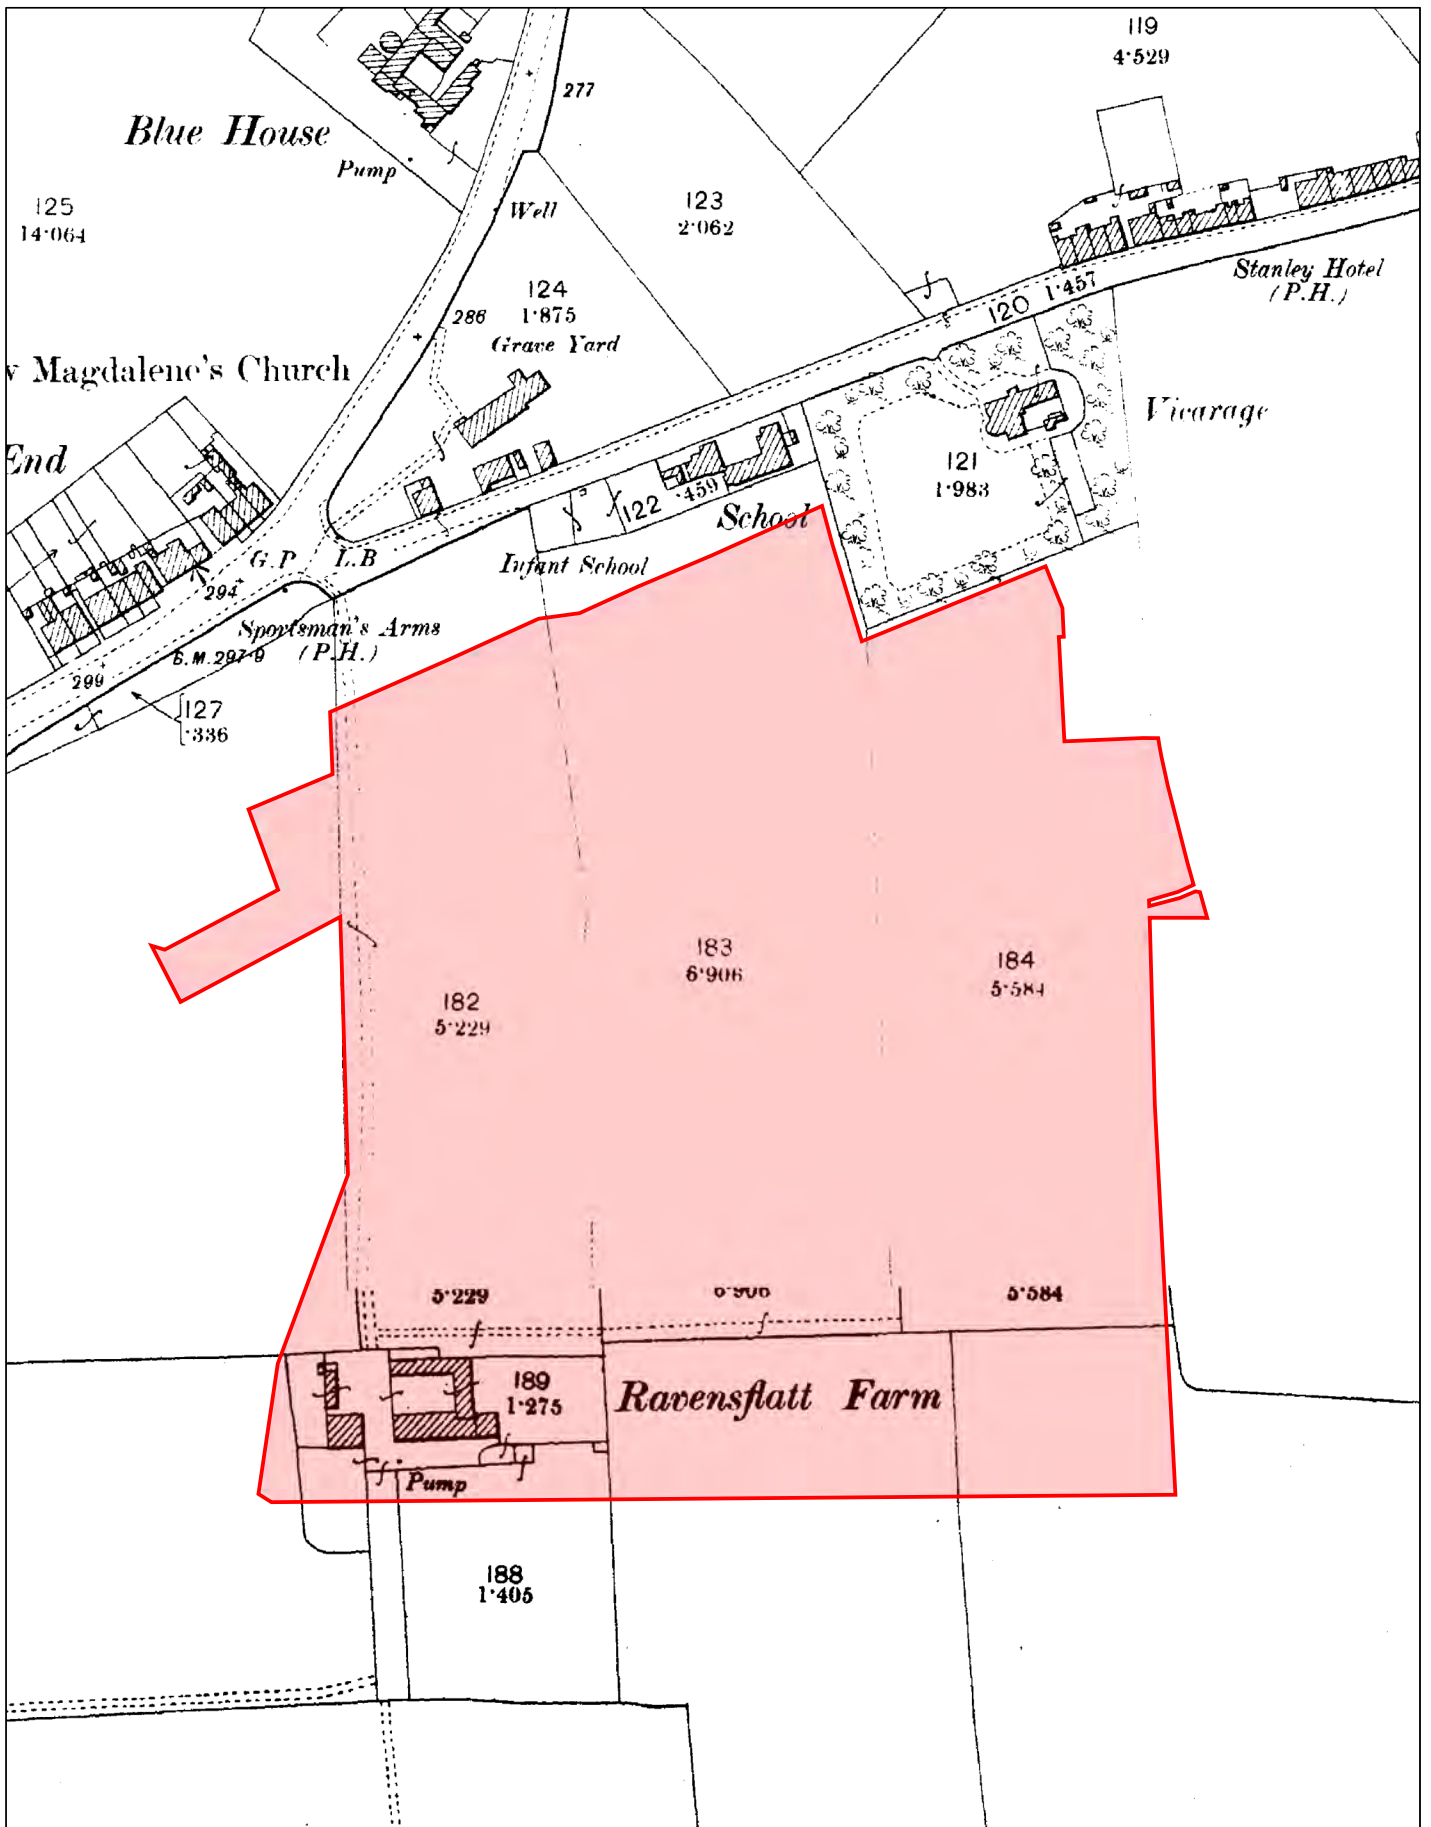 119
4·529
277
Blue House
Pump
125
14·064
Well
123
2·062
Stanley Hotel
(P.H.)
120 1·457
124
1·875
Grave Yard
286
Magdalene's Church
Vicarage
End
121
1·983
122 ·459
School
Infant School
G.P L.B
294
Sportsman's Arms
(P.H.)
B.M.297·9
299
127
·336
183
6·906
184
5·584
182
5·229
5·229
6·906
5·584
189
1·275
Ravensflatt Farm
Pump
188
1·405